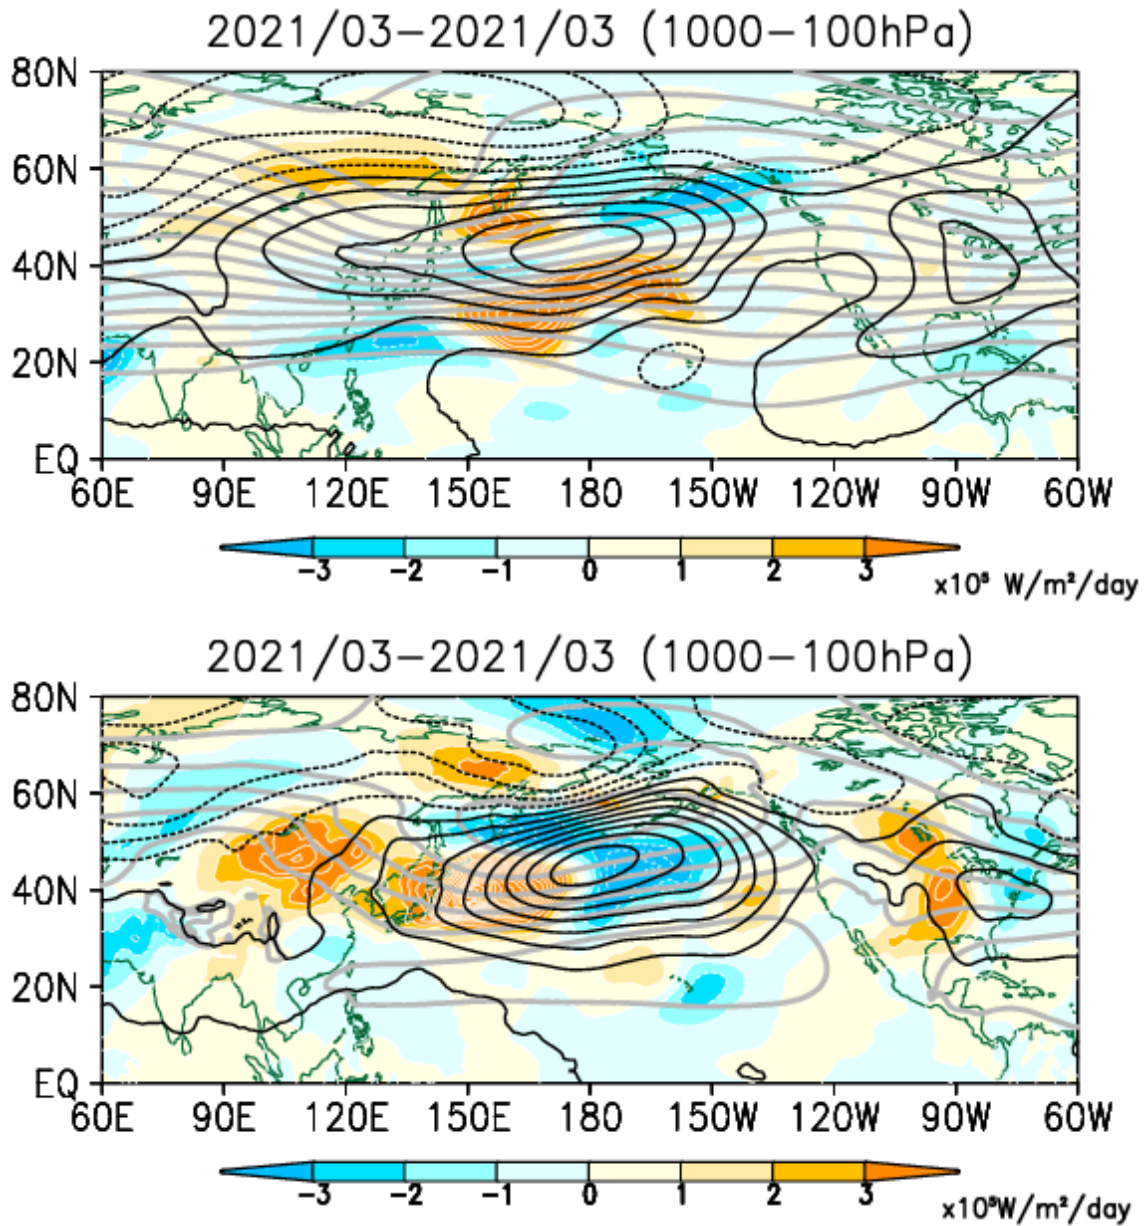 2021/03-2021/03 (1000-100hPa)
80N
60N
40N
20N
EQ
60E 90E 120E 150E 180 150W 120W 90W 60W
-3 -2 -1 0 1 2 3
x10⁵ W/m²/day
2021/03-2021/03 (1000-100hPa)
80N
60N
40N
20N
EQ
60E 90E 120E 150E 180 150W 120W 90W 60W
-3 -2 -1 0 1 2 3
x10⁵W/m²/day